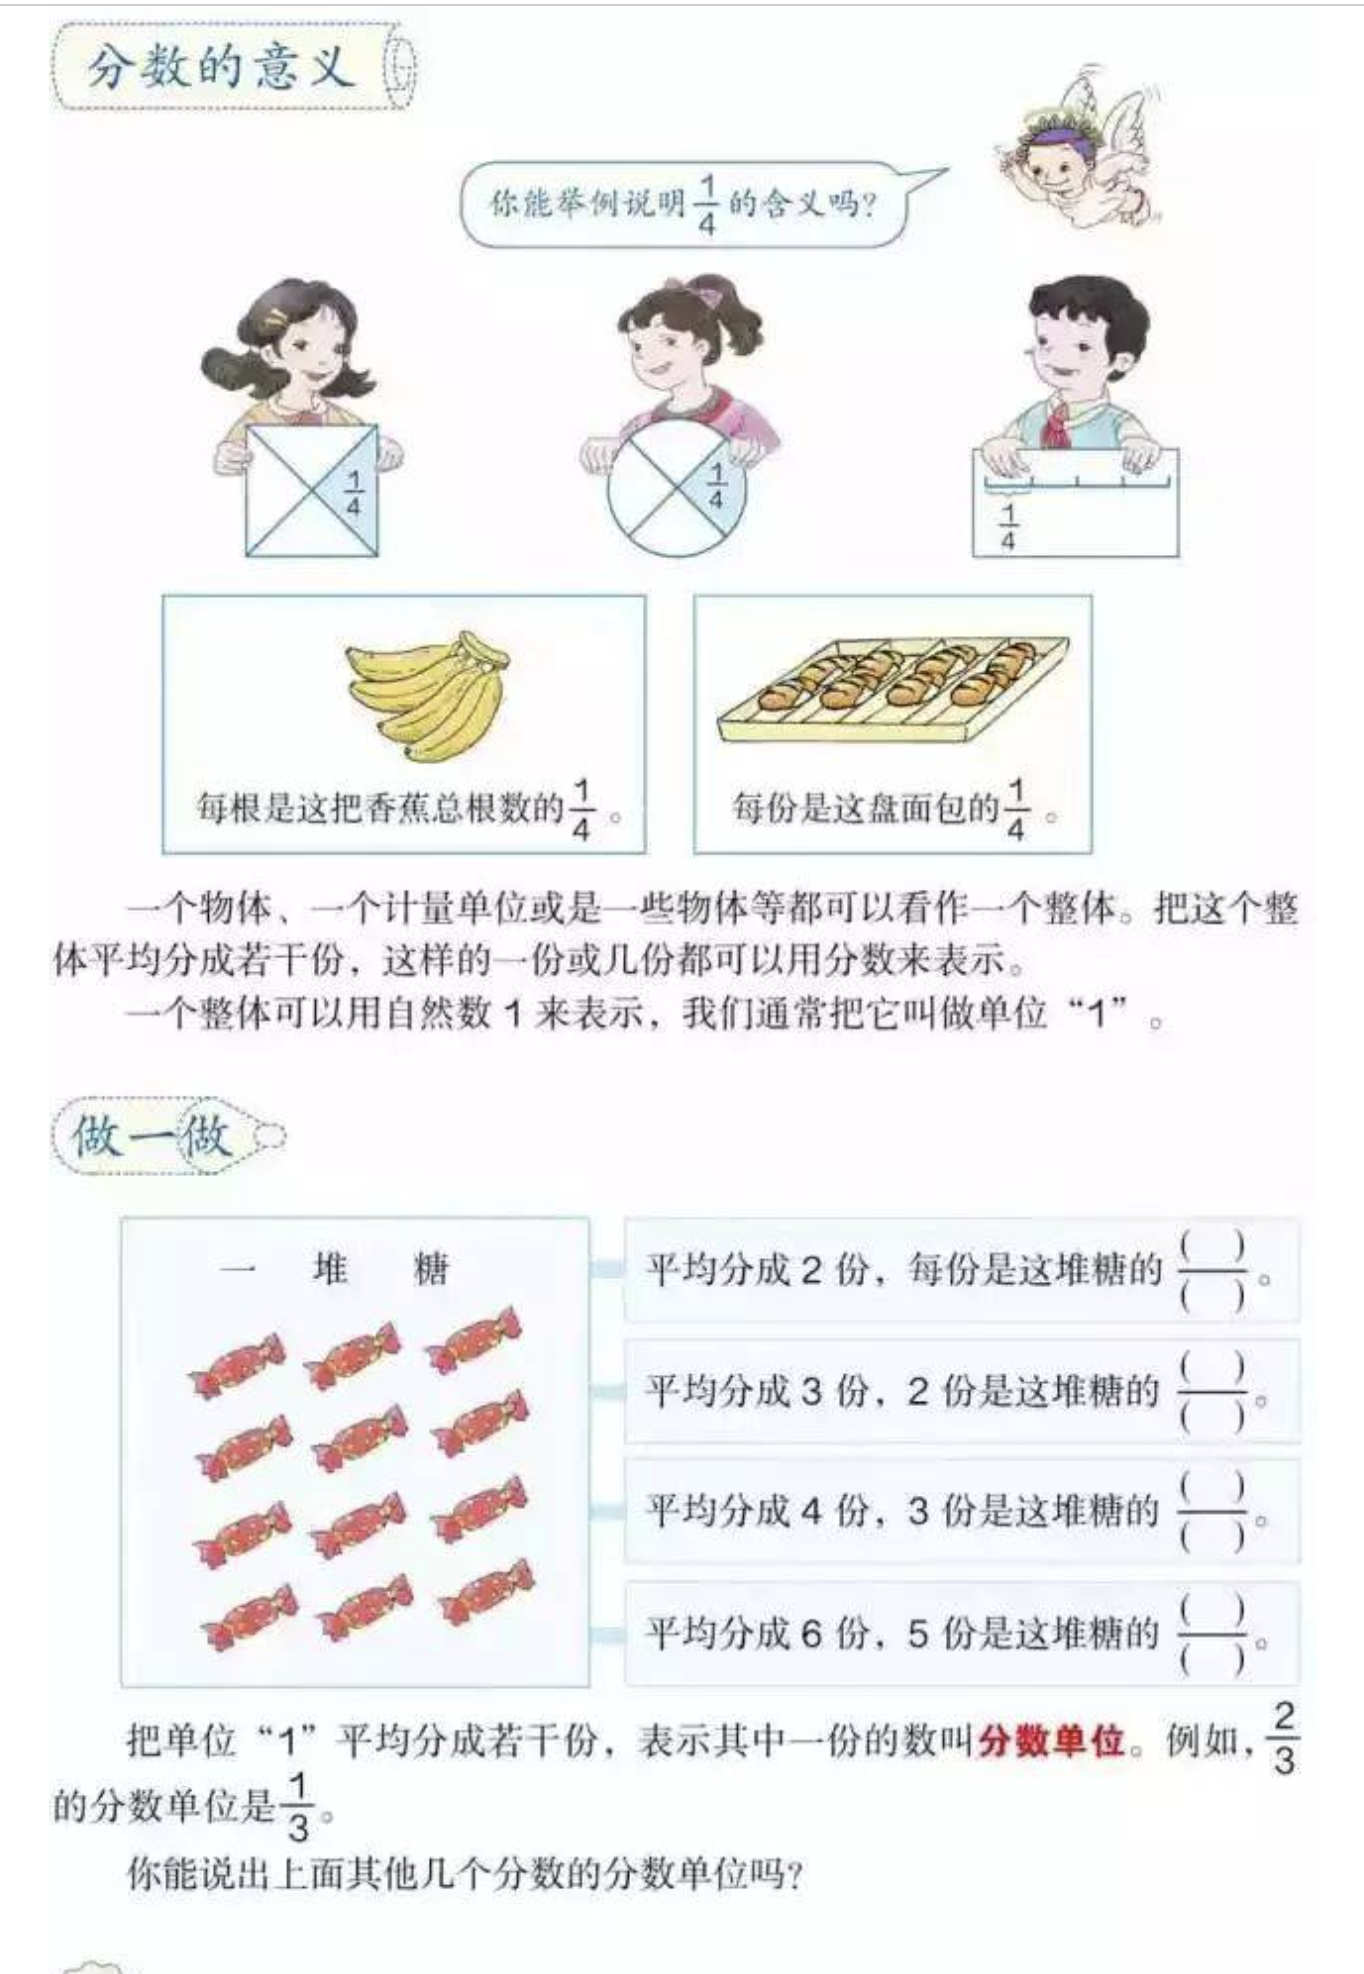 分数的意义
你能举例说明1/4的含义吗？
1/4
1/4
1/4
每根是这把香蕉总根数的1/4。
每份是这盘面包的1/4。
一个物体、一个计量单位或是一些物体等都可以看作一个整体。把这个整
体平均分成若干份，这样的一份或几份都可以用分数来表示。
一个整体可以用自然数1来表示，我们通常把它叫做单位“1”。
做一做
一 堆 糖
平均分成2份，每份是这堆糖的( )/( )。
平均分成3份，2份是这堆糖的( )/( )。
平均分成4份，3份是这堆糖的( )/( )。
平均分成6份，5份是这堆糖的( )/( )。
把单位“1”平均分成若干份，表示其中一份的数叫分数单位。例如，2/3
的分数单位是1/3。
你能说出上面其他几个分数的分数单位吗？